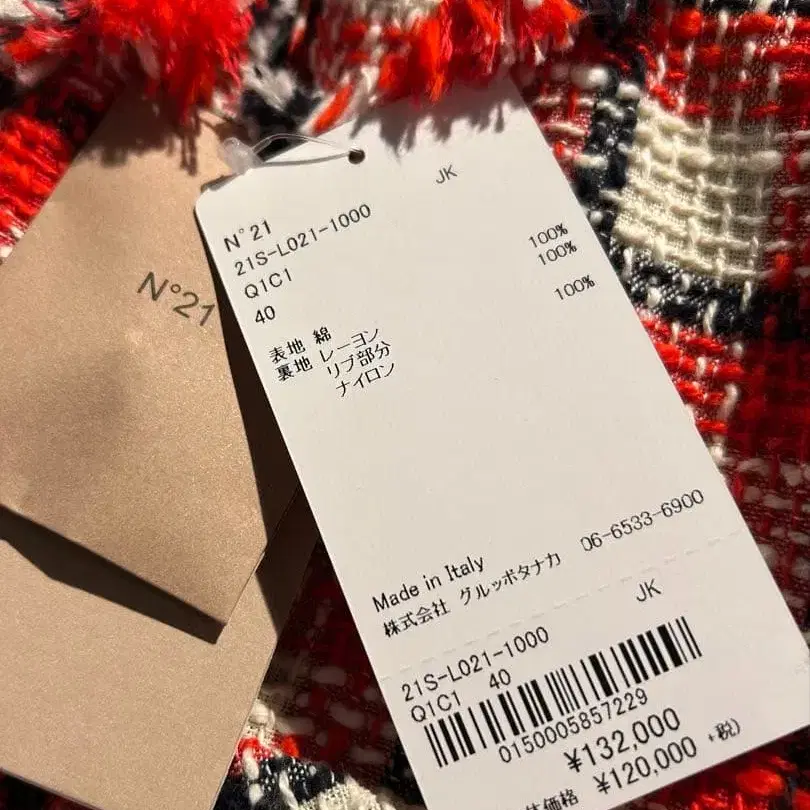 N°21
JK
N°21
21S-L021-1000
Q1C1
40
表地 綿 100%
裏地 レーヨン 100%
リブ部分
ナイロン 100%
Made in Italy
株式会社 グルッポタナカ 06-6533-6900
JK
21S-L021-1000
Q1C1 40
0150005857229
¥132,000
体価格 ¥120,000 +税)